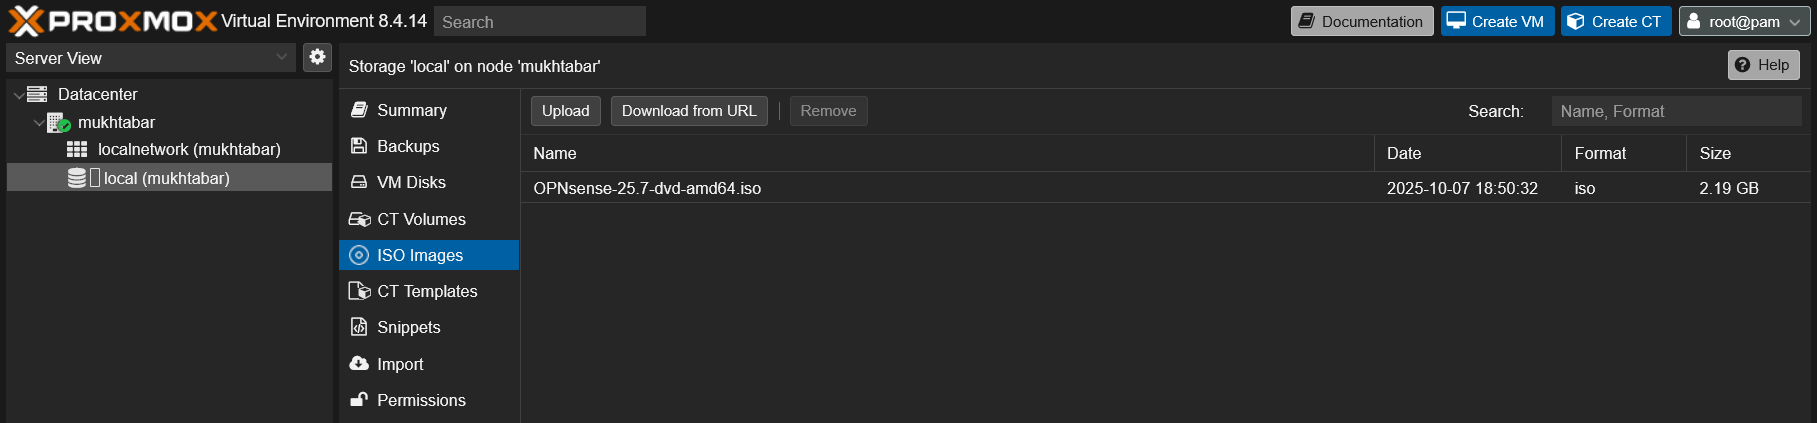 PROXMOX Virtual Environment 8.4.14 Search Documentation Create VM Create CT root@pam
Server View
Storage 'local' on node 'mukhtabar' Help
Datacenter
mukhtabar
localnetwork (mukhtabar)
local (mukhtabar)
Summary
Backups
VM Disks
CT Volumes
ISO Images
CT Templates
Snippets
Import
Permissions
Upload Download from URL Remove Search: Name, Format
Name Date Format Size
OPNsense-25.7-dvd-amd64.iso 2025-10-07 18:50:32 iso 2.19 GB